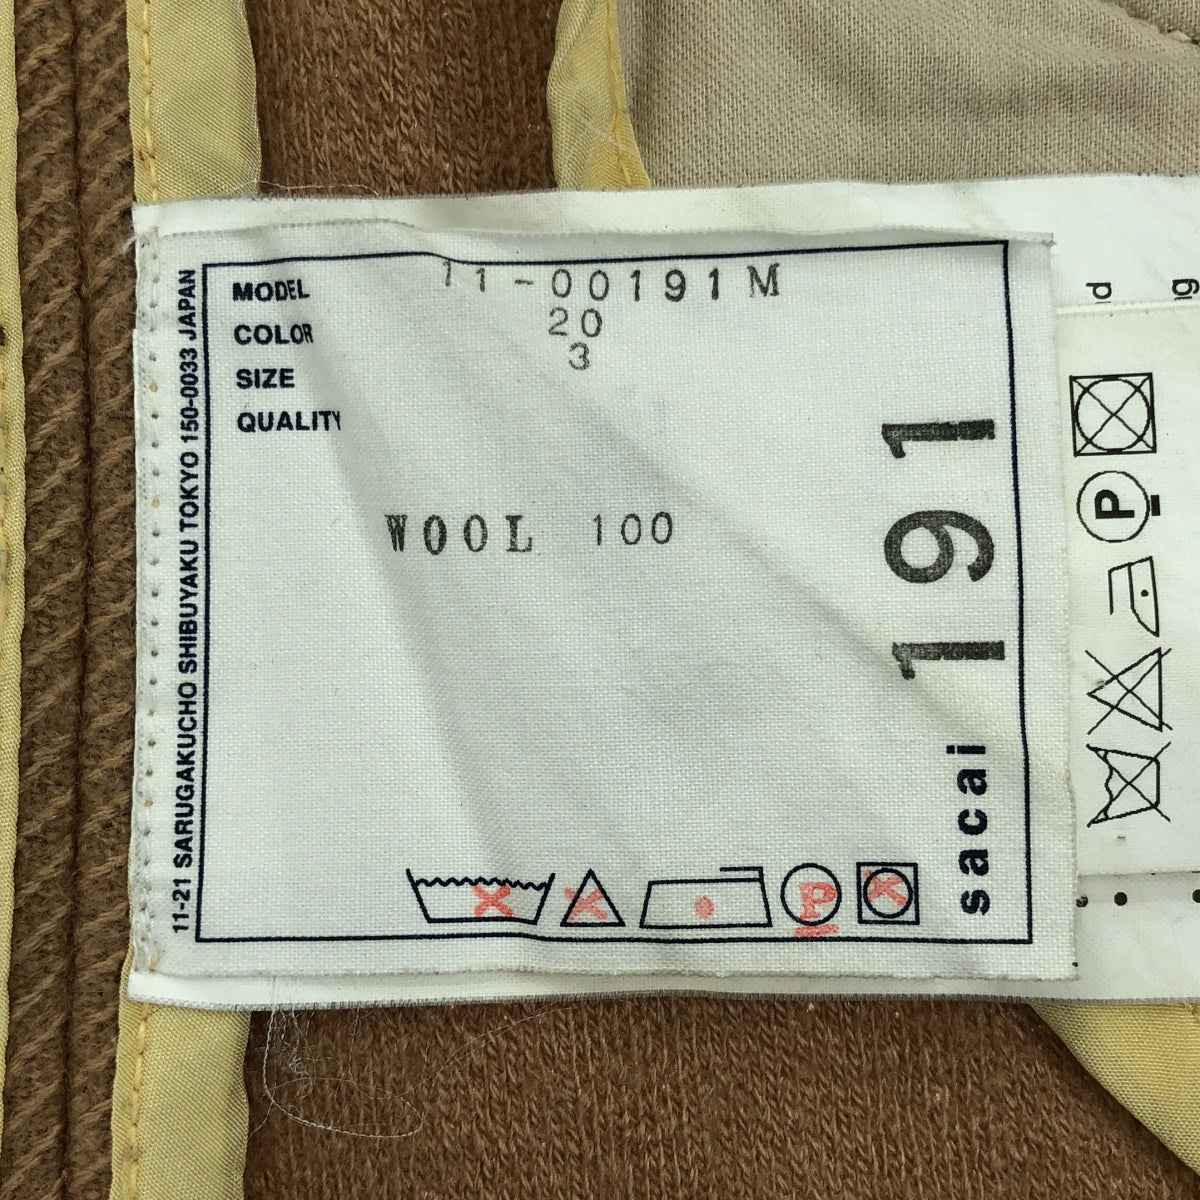 MODEL 11-00191M
COLOR 20
SIZE 3
QUALITY
WOOL 100
191
sacai
11-21 SARUGAKUCHO SHIBUYAKU TOKYO 150-0033 JAPAN
P
P